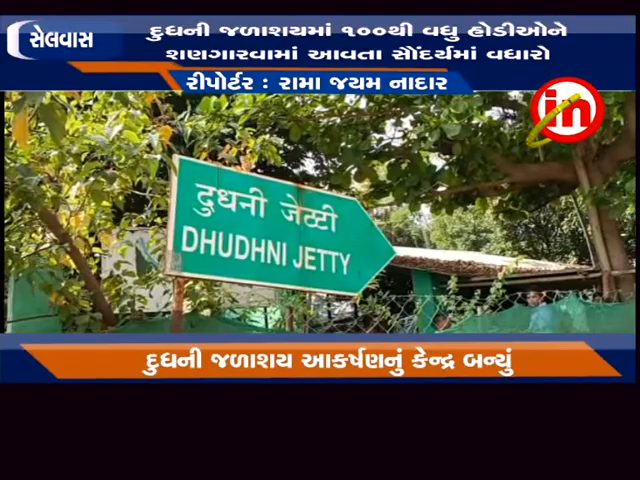 સેલવાસ
દુધની જળાશયમાં ૧૦૦થી વધુ હોડીઓને
શણગારવામાં આવતા સૌંદર્યમાં વધારો
રીપોર્ટર : રામા જયમ નાદાર
in
दुधनी जेट्टी
DHUDHNI JETTY
દુધની જળાશય આકર્ષણનું કેન્દ્ર બન્યું